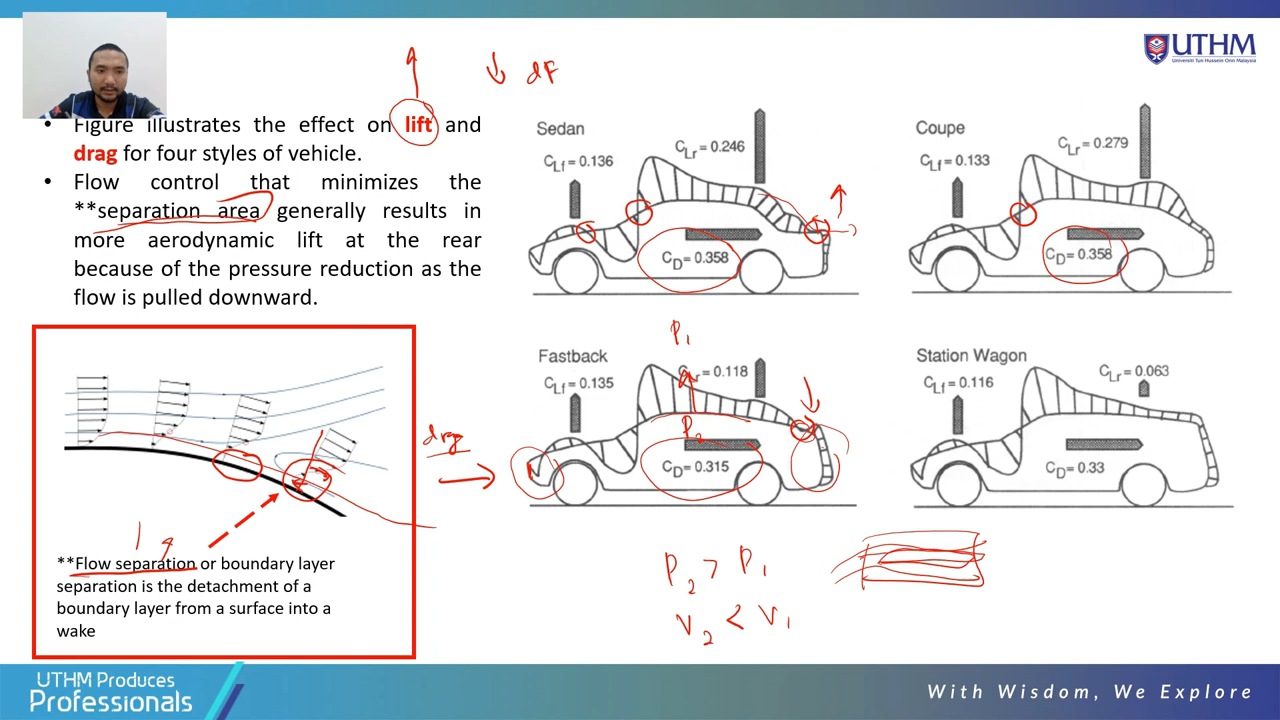 UTHM
Universiti Tun Hussein Onn Malaysia
dF
• Figure illustrates the effect on lift and
drag for four styles of vehicle.
• Flow control that minimizes the
**separation area generally results in
more aerodynamic lift at the rear
because of the pressure reduction as the
flow is pulled downward.
Sedan
CLf = 0.136
CLr = 0.246
CD = 0.358
Coupe
CLf = 0.133
CLr = 0.279
CD = 0.358
Fastback
CLf = 0.135
P1
CLr = 0.118
P2
CD = 0.315
drag
Station Wagon
CLf = 0.116
CLr = 0.063
CD = 0.33
**Flow separation or boundary layer
separation is the detachment of a
boundary layer from a surface into a
wake
P2 > P1
V2 < V1
UTHM Produces
Professionals
With Wisdom, We Explore